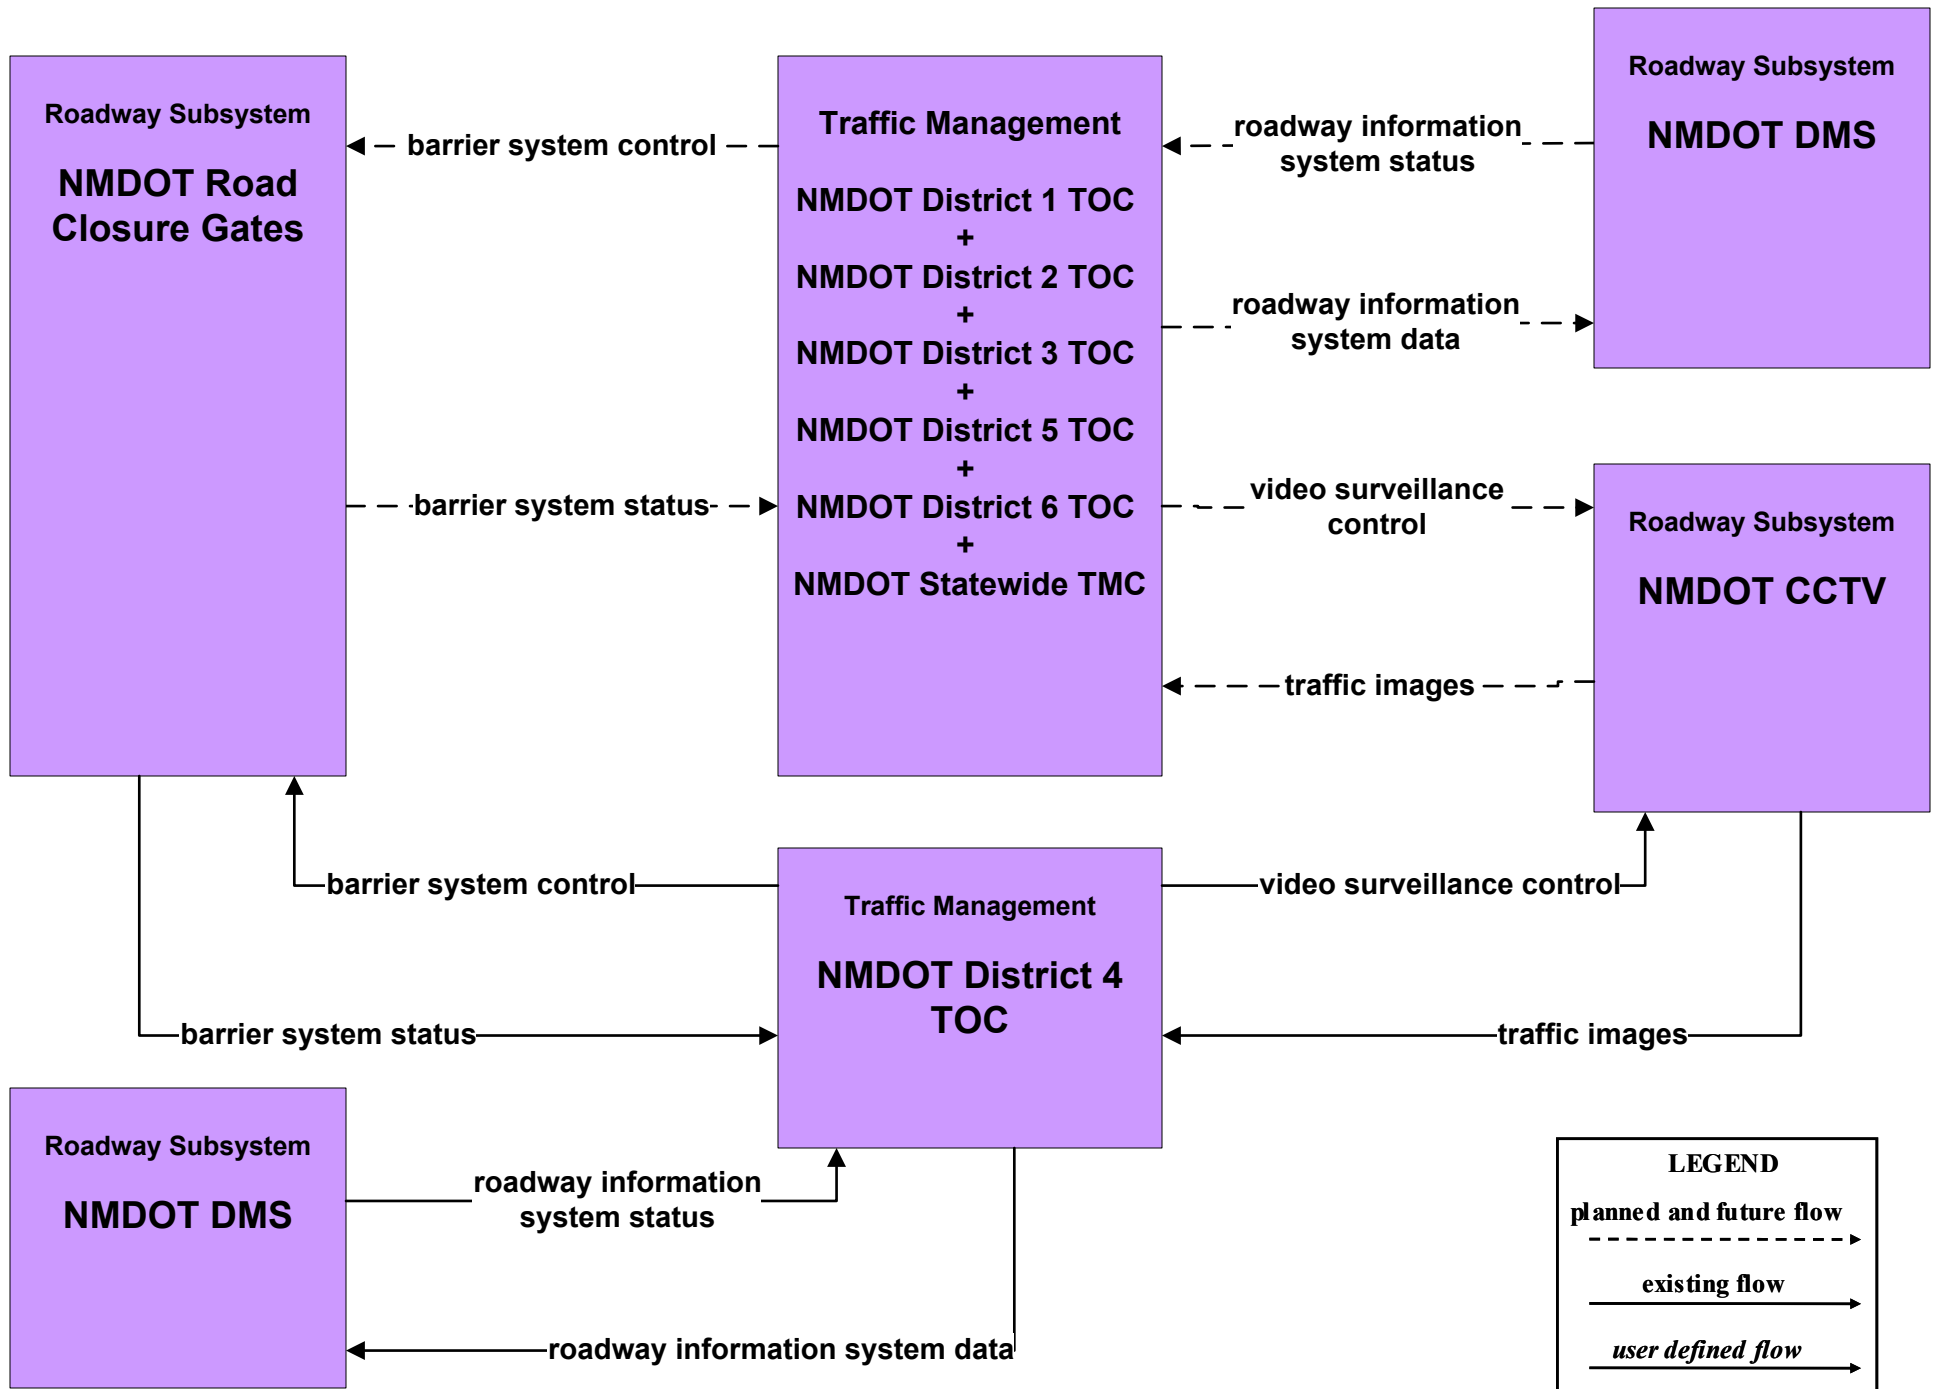 Roadway Subsystem
NMDOT Road
Closure Gates
barrier system control
barrier system status
Traffic Management
NMDOT District 1 TOC
+
NMDOT District 2 TOC
+
NMDOT District 3 TOC
+
NMDOT District 5 TOC
+
NMDOT District 6 TOC
+
NMDOT Statewide TMC
roadway information
system status
roadway information
system data
Roadway Subsystem
NMDOT DMS
video surveillance
control
traffic images
Roadway Subsystem
NMDOT CCTV
barrier system control
barrier system status
Traffic Management
NMDOT District 4
TOC
video surveillance control
traffic images
Roadway Subsystem
NMDOT DMS
roadway information
system status
roadway information system data
LEGEND
planned and future flow
existing flow
user defined flow